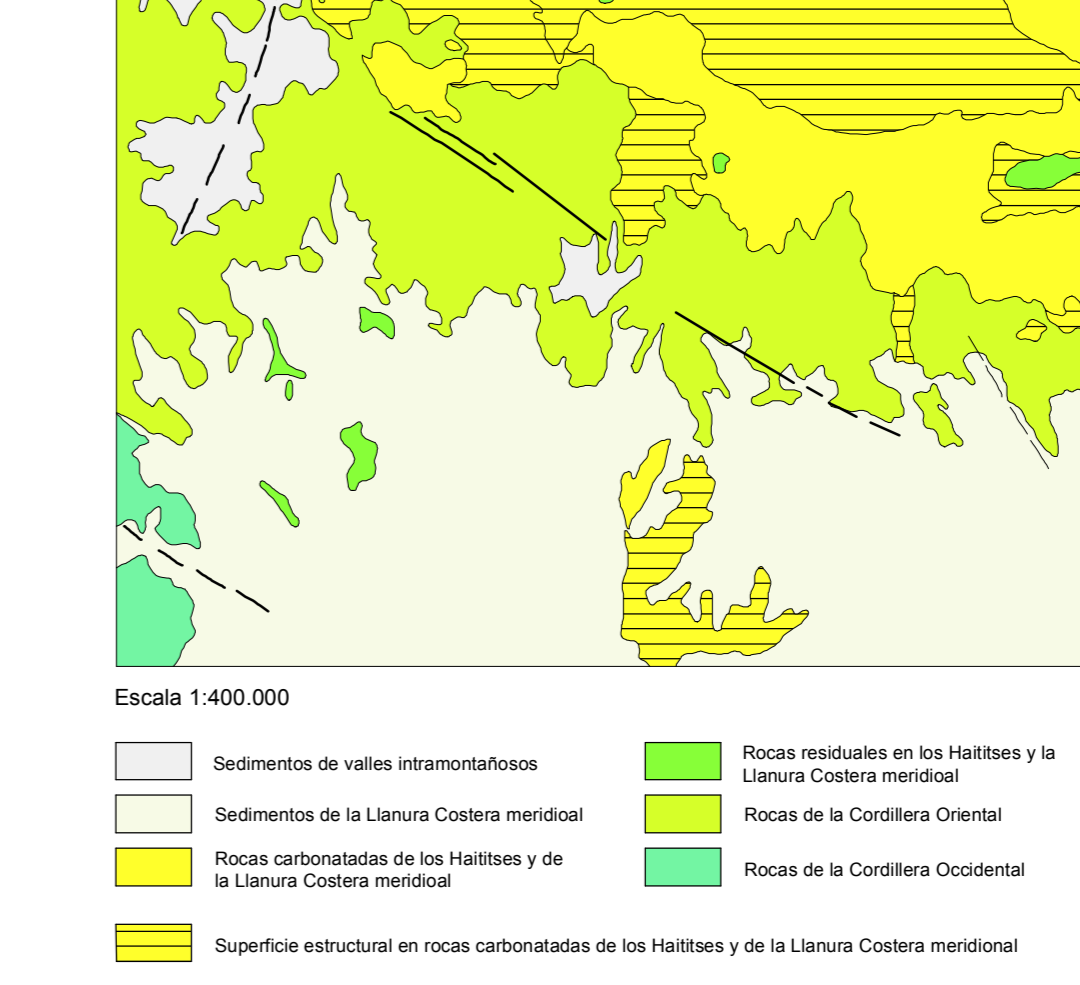 Escala 1:400.000
Sedimentos de valles intramontañosos
Sedimentos de la Llanura Costera meridioal
Rocas carbonatadas de los Haititses y de
la Llanura Costera meridioal
Rocas residuales en los Haititses y la
Llanura Costera meridioal
Rocas de la Cordillera Oriental
Rocas de la Cordillera Occidental
Superficie estructural en rocas carbonatadas de los Haititses y de la Llanura Costera meridional